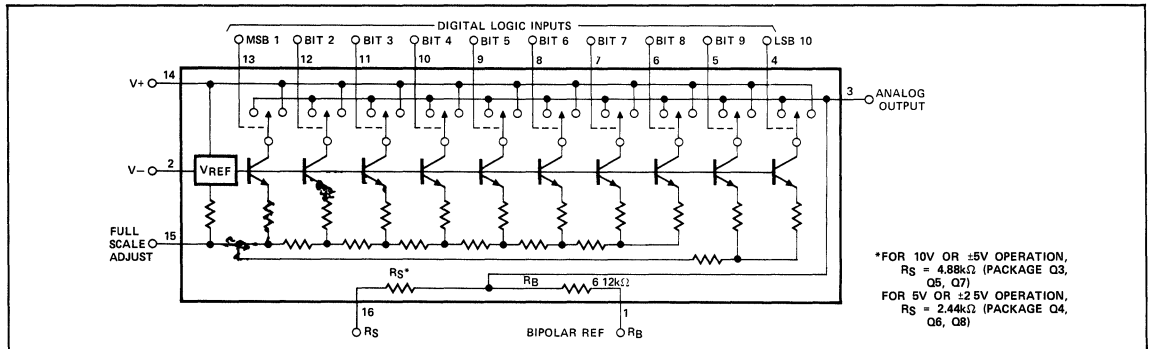 DIGITAL LOGIC INPUTS
MSB 1 BIT 2 BIT 3 BIT 4 BIT 5 BIT 6 BIT 7 BIT 8 BIT 9 LSB 10
13 12 11 10 9 8 7 6 5 4
V+ 14
3 ANALOG
OUTPUT
V− 2
VREF
FULL
SCALE
ADJUST
15
RS*
RB 6 12kΩ
16
1
RS
BIPOLAR REF RB
*FOR 10V OR ±5V OPERATION,
RS = 4.88kΩ (PACKAGE Q3,
Q5, Q7)
FOR 5V OR ±2 5V OPERATION,
RS = 2.44kΩ (PACKAGE Q4,
Q6, Q8)